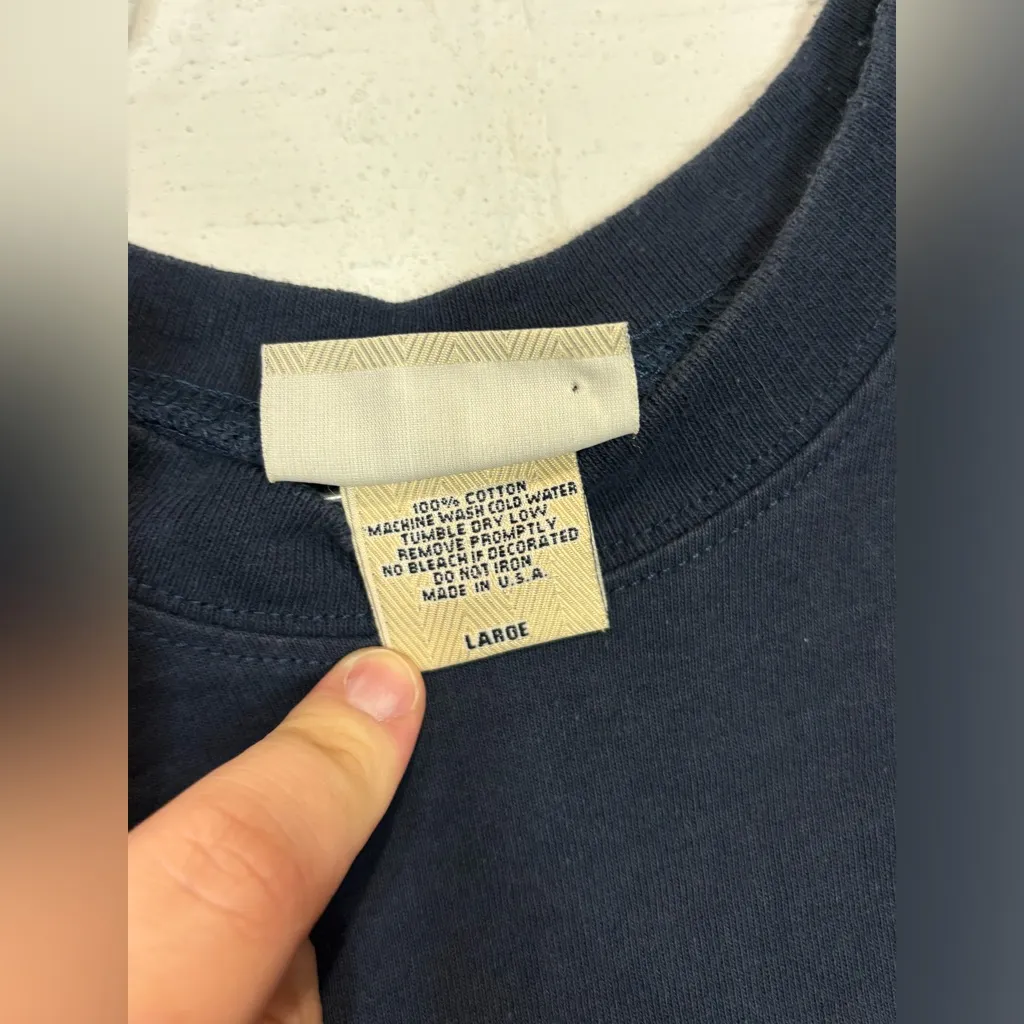 100% COTTON
MACHINE WASH COLD WATER
TUMBLE DRY LOW
REMOVE PROMPTLY
NO BLEACH IF DECORATED
DO NOT IRON
MADE IN U.S.A.
LARGE